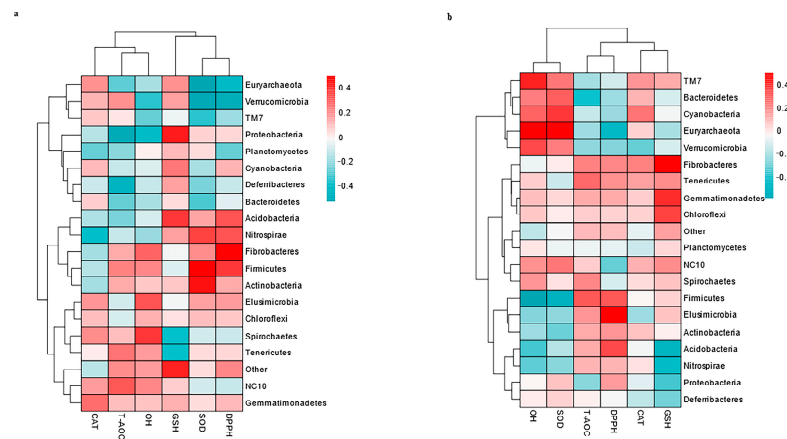 a
Euryarchaeota
Verrucomicrobia
TM7
Proteobacteria
Planctomycetes
Cyanobacteria
Deferribacteres
Bacteroidetes
Acidobacteria
Nitrospirae
Fibrobacteres
Firmicutes
Actinobacteria
Elusimicrobia
Chloroflexi
Spirochaetes
Tenericutes
Other
NC10
Gemmatimonadetes
CAT
T-AOC
OH
GSH
SOD
DPPH
0.4
0.2
0
-0.2
-0.4
b
TM7
Bacteroidetes
Cyanobacteria
Euryarchaeota
Verrucomicrobia
Fibrobacteres
Tenericutes
Gemmatimonadetes
Chloroflexi
Other
Planctomycetes
NC10
Spirochaetes
Firmicutes
Elusimicrobia
Actinobacteria
Acidobacteria
Nitrospirae
Proteobacteria
Deferribacteres
OH
SOD
T-AOC
DPPH
CAT
GSH
0.4
0.2
0
-0.2